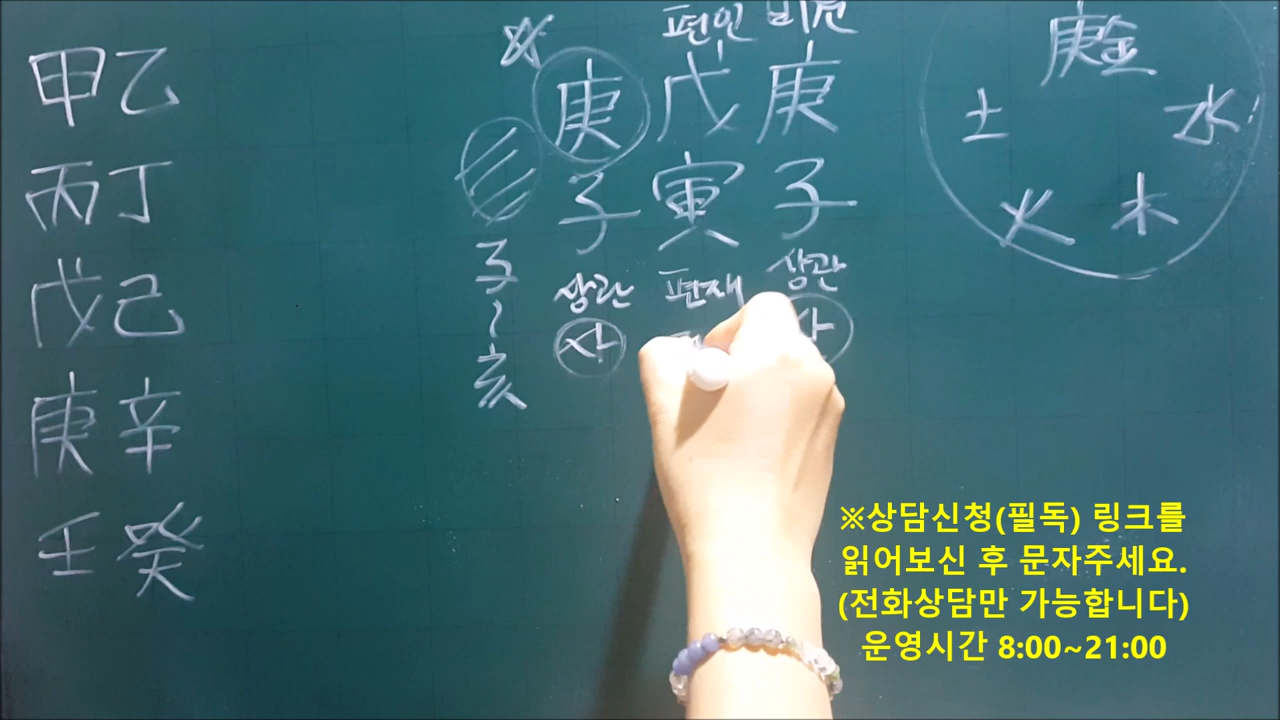 甲乙
丙丁
戊己
庚辛
壬癸
子
~
亥
편인 비견
庚 戊 庚
子 寅 子
상관 편재 상관
사
庚金
土 水
火 木
※상담신청(필독) 링크를
읽어보신 후 문자주세요.
(전화상담만 가능합니다)
운영시간 8:00~21:00